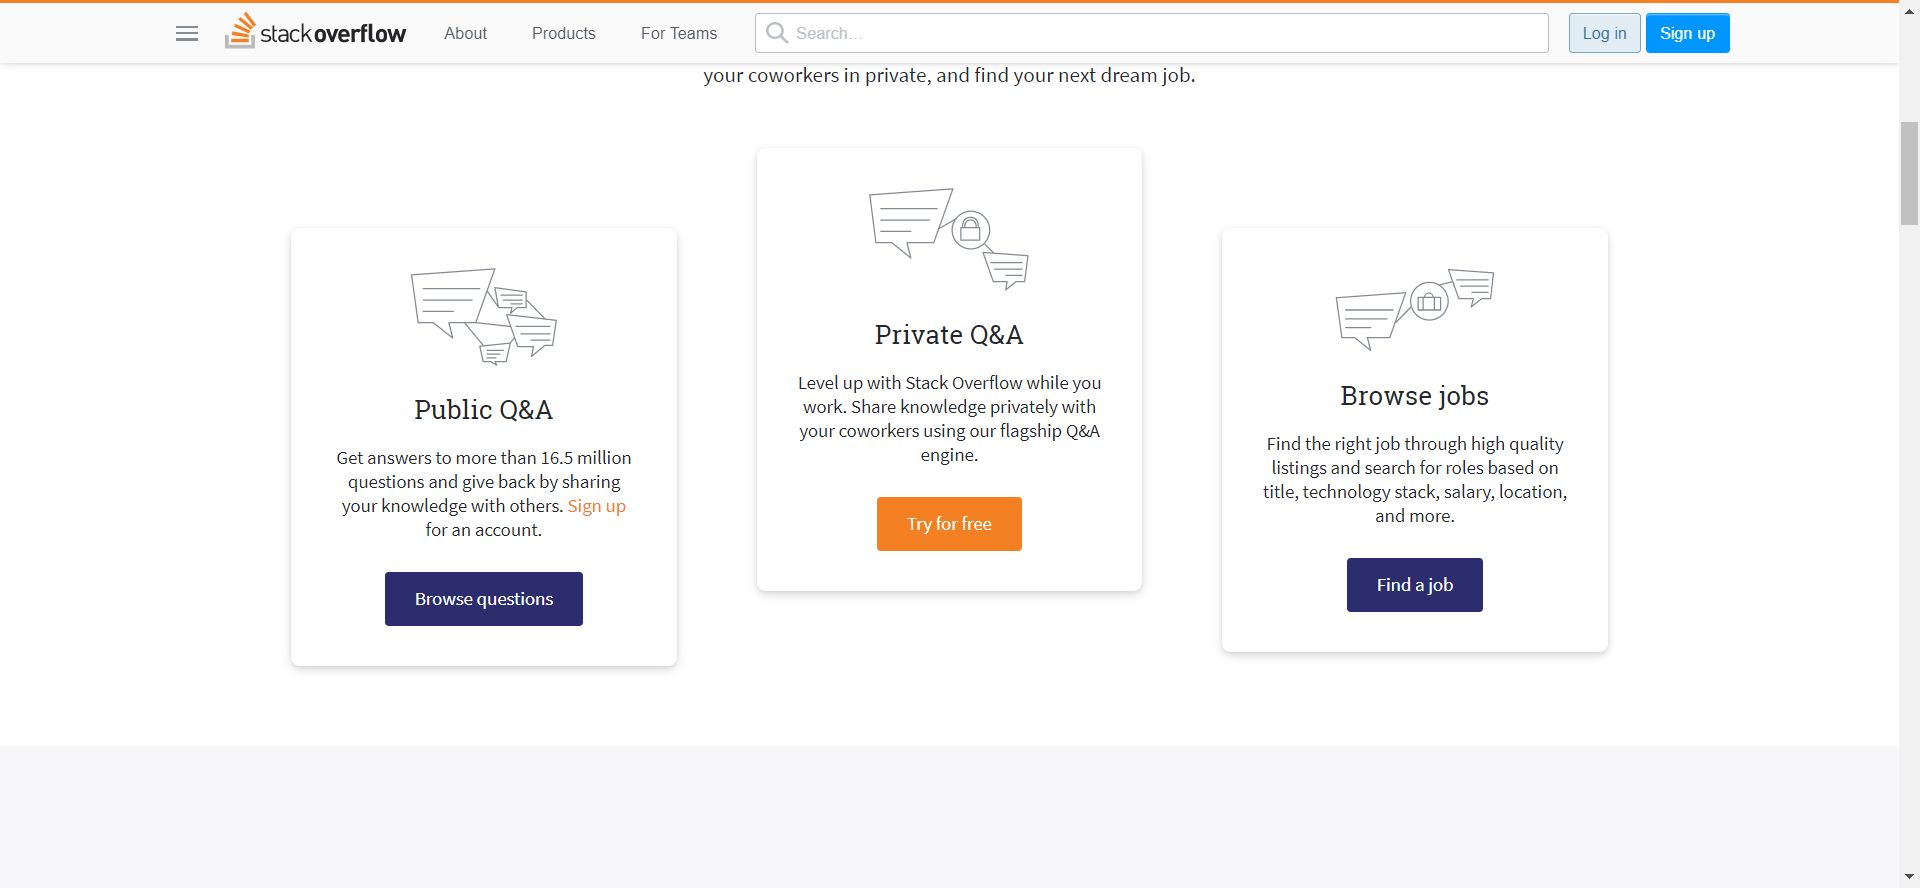 stackoverflow About Products For Teams Search... Log in Sign up
your coworkers in private, and find your next dream job.
Public Q&A
Get answers to more than 16.5 million
questions and give back by sharing
your knowledge with others. Sign up
for an account.
Browse questions
Private Q&A
Level up with Stack Overflow while you
work. Share knowledge privately with
your coworkers using our flagship Q&A
engine.
Try for free
Browse jobs
Find the right job through high quality
listings and search for roles based on
title, technology stack, salary, location,
and more.
Find a job